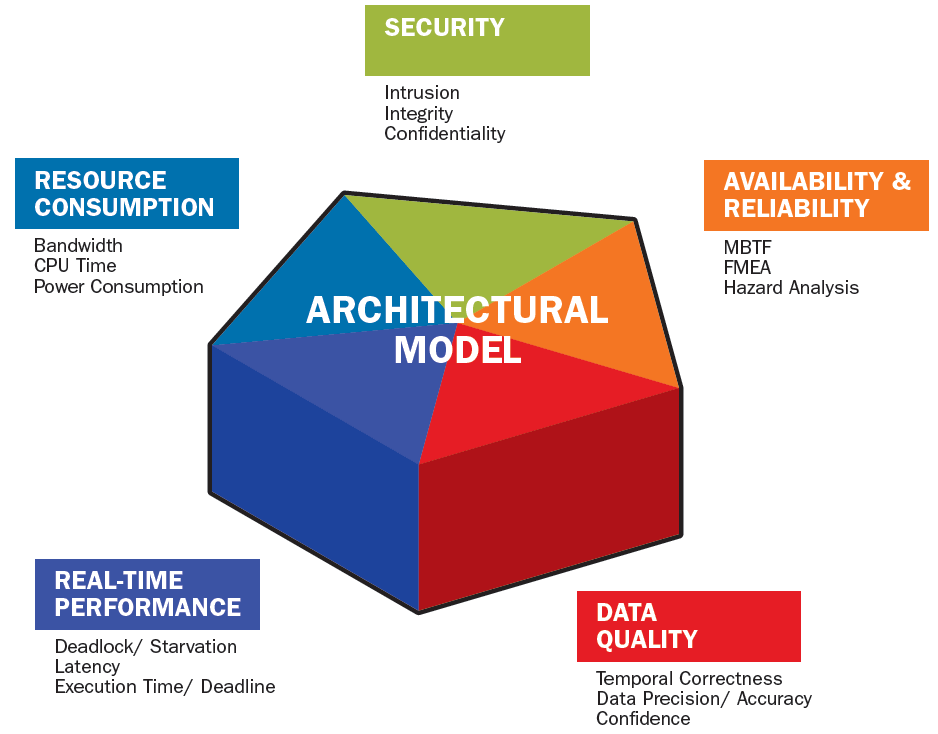 SECURITY
Intrusion
Integrity
Confidentiality
RESOURCE
CONSUMPTION
Bandwidth
CPU Time
Power Consumption
AVAILABILITY &
RELIABILITY
MBTF
FMEA
Hazard Analysis
ARCHITECTURAL
MODEL
REAL-TIME
PERFORMANCE
Deadlock/ Starvation
Latency
Execution Time/ Deadline
DATA
QUALITY
Temporal Correctness
Data Precision/ Accuracy
Confidence